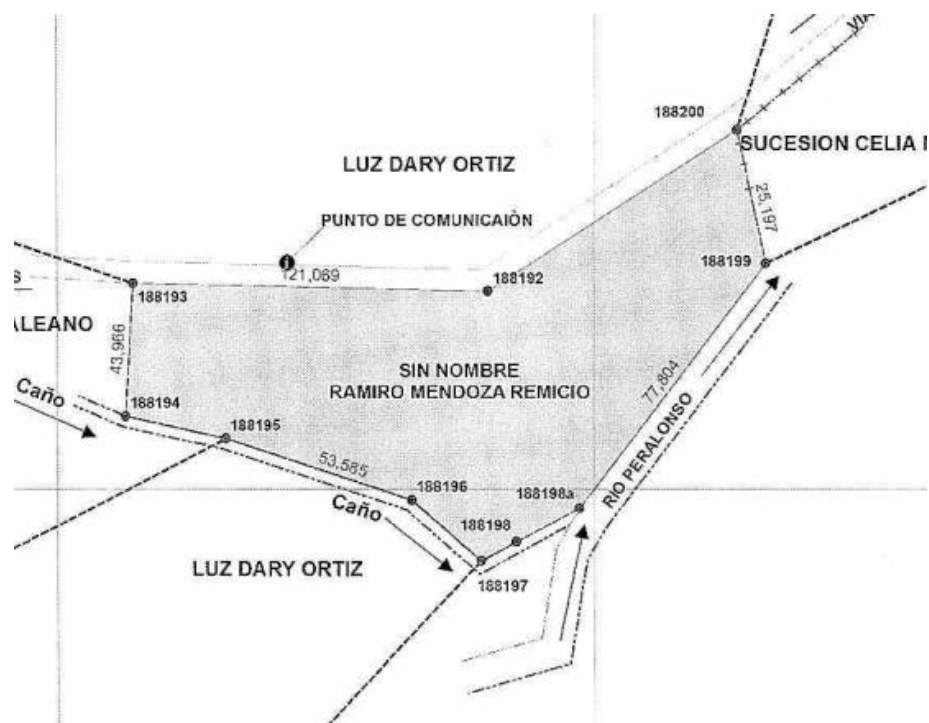 VIA
188200
SUCESION CELIA
LUZ DARY ORTIZ
25,197
PUNTO DE COMUNICAIÒN
i
121,069
188192
188199
188193
S
ALEANO
43,966
SIN NOMBRE
RAMIRO MENDOZA REMICIO
77,804
Caño
188194
188195
53,585
188196
188198a
RIO PERALONSO
Caño
188198
LUZ DARY ORTIZ
188197